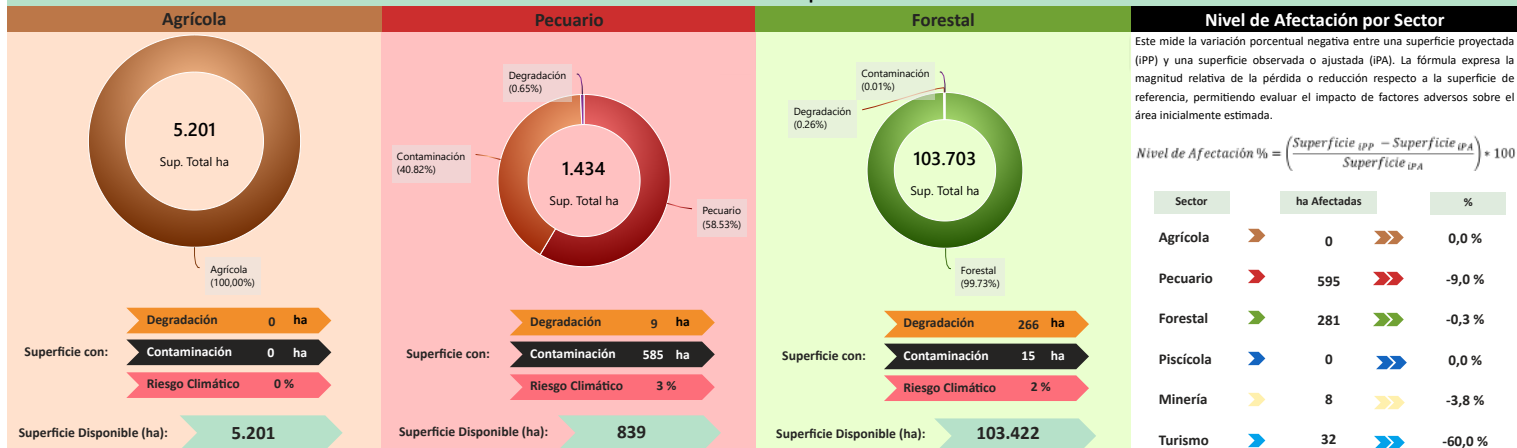 Agrícola
5.201
Sup. Total ha
Agrícola
(100,00%)
Superficie con:
Degradación 0 ha
Contaminación 0 ha
Riesgo Climático 0 %
Superficie Disponible (ha): 5.201
Pecuario
Degradación
(0.65%)
Contaminación
(40.82%)
1.434
Sup. Total ha
Pecuario
(58.53%)
Superficie con:
Degradación 9 ha
Contaminación 585 ha
Riesgo Climático 3 %
Superficie Disponible (ha): 839
Forestal
Contaminación
(0.01%)
Degradación
(0.26%)
103.703
Sup. Total ha
Forestal
(99.73%)
Superficie con:
Degradación 266 ha
Contaminación 15 ha
Riesgo Climático 2 %
Superficie Disponible (ha): 103.422
Nivel de Afectación por Sector
Este mide la variación porcentual negativa entre una superficie proyectada
(iPP) y una superficie observada o ajustada (iPA). La fórmula expresa la
magnitud relativa de la pérdida o reducción respecto a la superficie de
referencia, permitiendo evaluar el impacto de factores adversos sobre el
área inicialmente estimada.
Nivel de Afectación % = (Superficie iPP − Superficie iPA / Superficie iPA) * 100
Sector ha Afectadas %
Agrícola 0 0,0 %
Pecuario 595 -9,0 %
Forestal 281 -0,3 %
Piscícola 0 0,0 %
Minería 8 -3,8 %
Turismo 32 -60,0 %